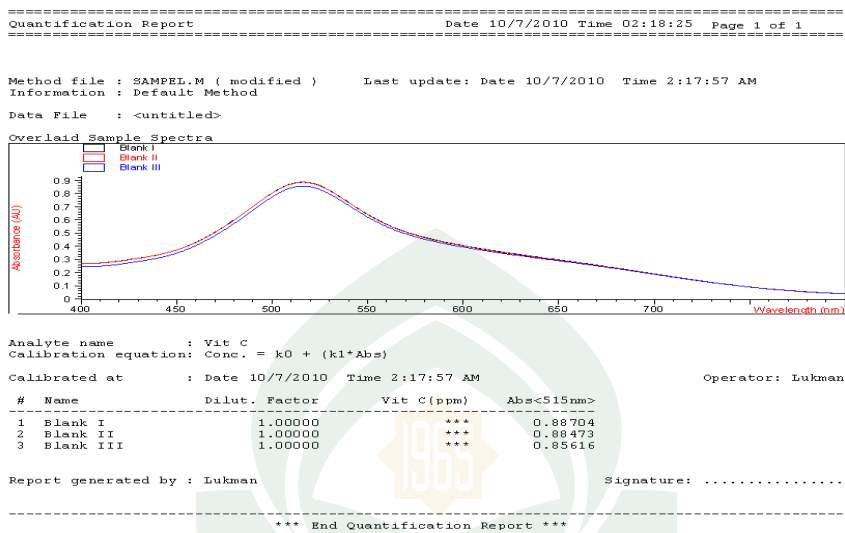 Quantification Report Date 10/7/2010 Time 02:18:25 Page 1 of 1
Method file : SAMPEL.M ( modified ) Last update: Date 10/7/2010 Time 2:17:57 AM
Information : Default Method
Data File : <untitled>
Overlaid Sample Spectra
Blank I
Blank II
Blank III
Absorbance (AU)
0.9
0.8
0.7
0.6
0.5
0.4
0.3
0.2
0.1
0
400 450 500 550 600 650 700 Wavelength (nm)
Analyte name : Vit C
Calibration equation: Conc. = k0 + (k1*Abs)
Calibrated at : Date 10/7/2010 Time 2:17:57 AM Operator: Lukman
# Name Dilut. Factor Vit C(ppm) Abs<515nm>
1 Blank I 1.00000 *** 0.88704
2 Blank II 1.00000 *** 0.88473
3 Blank III 1.00000 *** 0.85616
1965
Report generated by : Lukman Signature: ................
*** End Quantification Report ***